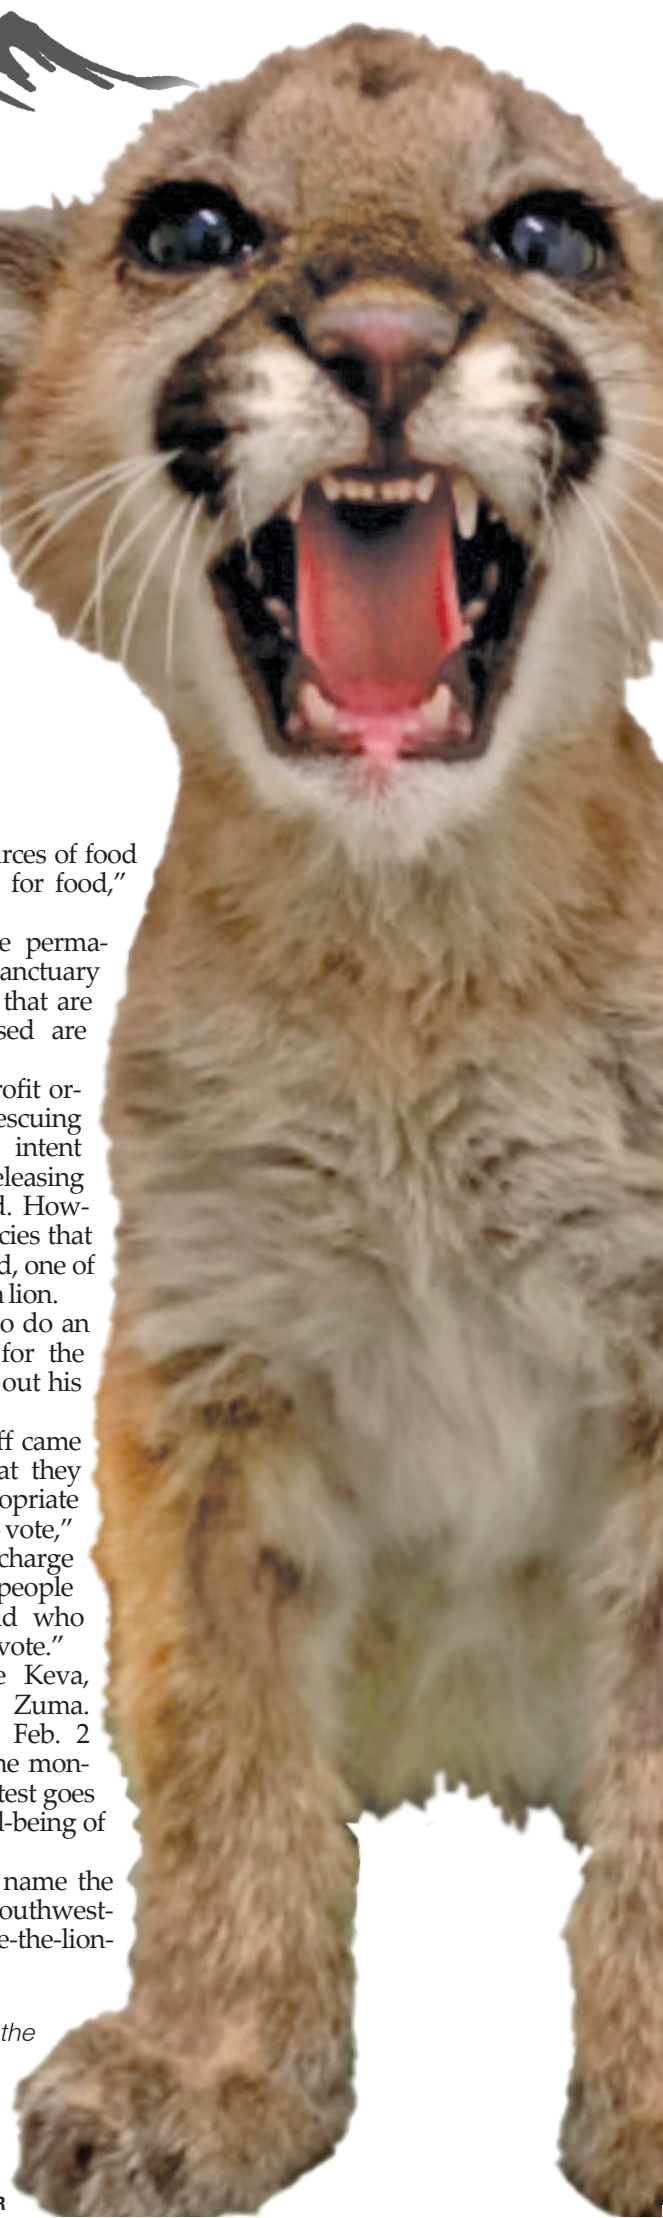 rces of food
for food,”
e perma-
anctuary
that are
sed are
rofit or-
escuing
intent
eleasing
d. How-
cies that
d, one of
lion.
o do an
for the
out his
ff came
at they
opriate
vote,”
charge
people
d who
vote.”
e Keva,
Zuma.
Feb. 2
he mon-
test goes
l-being of
name the
outhwest-
e-the-lion-
the
R